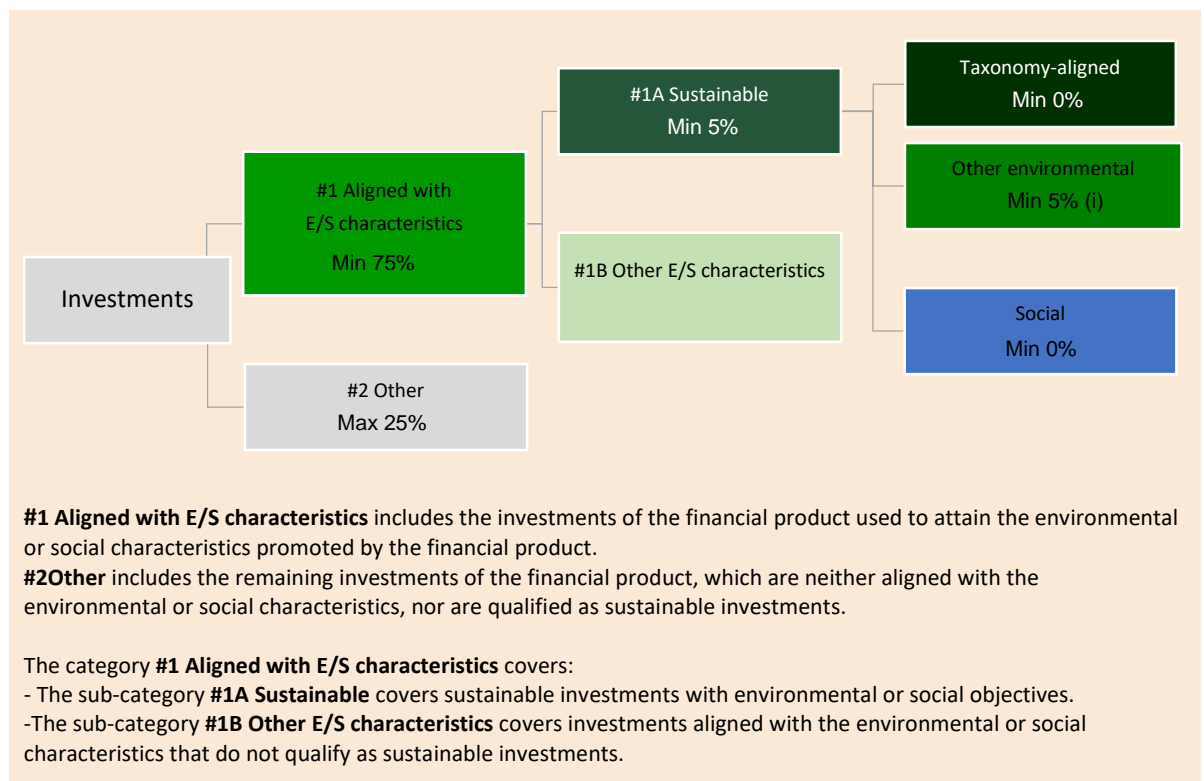 Investments
#1 Aligned with
E/S characteristics
Min 75%
#2 Other
Max 25%
#1A Sustainable
Min 5%
#1B Other E/S characteristics
Taxonomy-aligned
Min 0%
Other environmental
Min 5% (i)
Social
Min 0%
#1 Aligned with E/S characteristics includes the investments of the financial product used to attain the environmental
or social characteristics promoted by the financial product.
#2Other includes the remaining investments of the financial product, which are neither aligned with the
environmental or social characteristics, nor are qualified as sustainable investments.
The category #1 Aligned with E/S characteristics covers:
- The sub-category #1A Sustainable covers sustainable investments with environmental or social objectives.
-The sub-category #1B Other E/S characteristics covers investments aligned with the environmental or social
characteristics that do not qualify as sustainable investments.